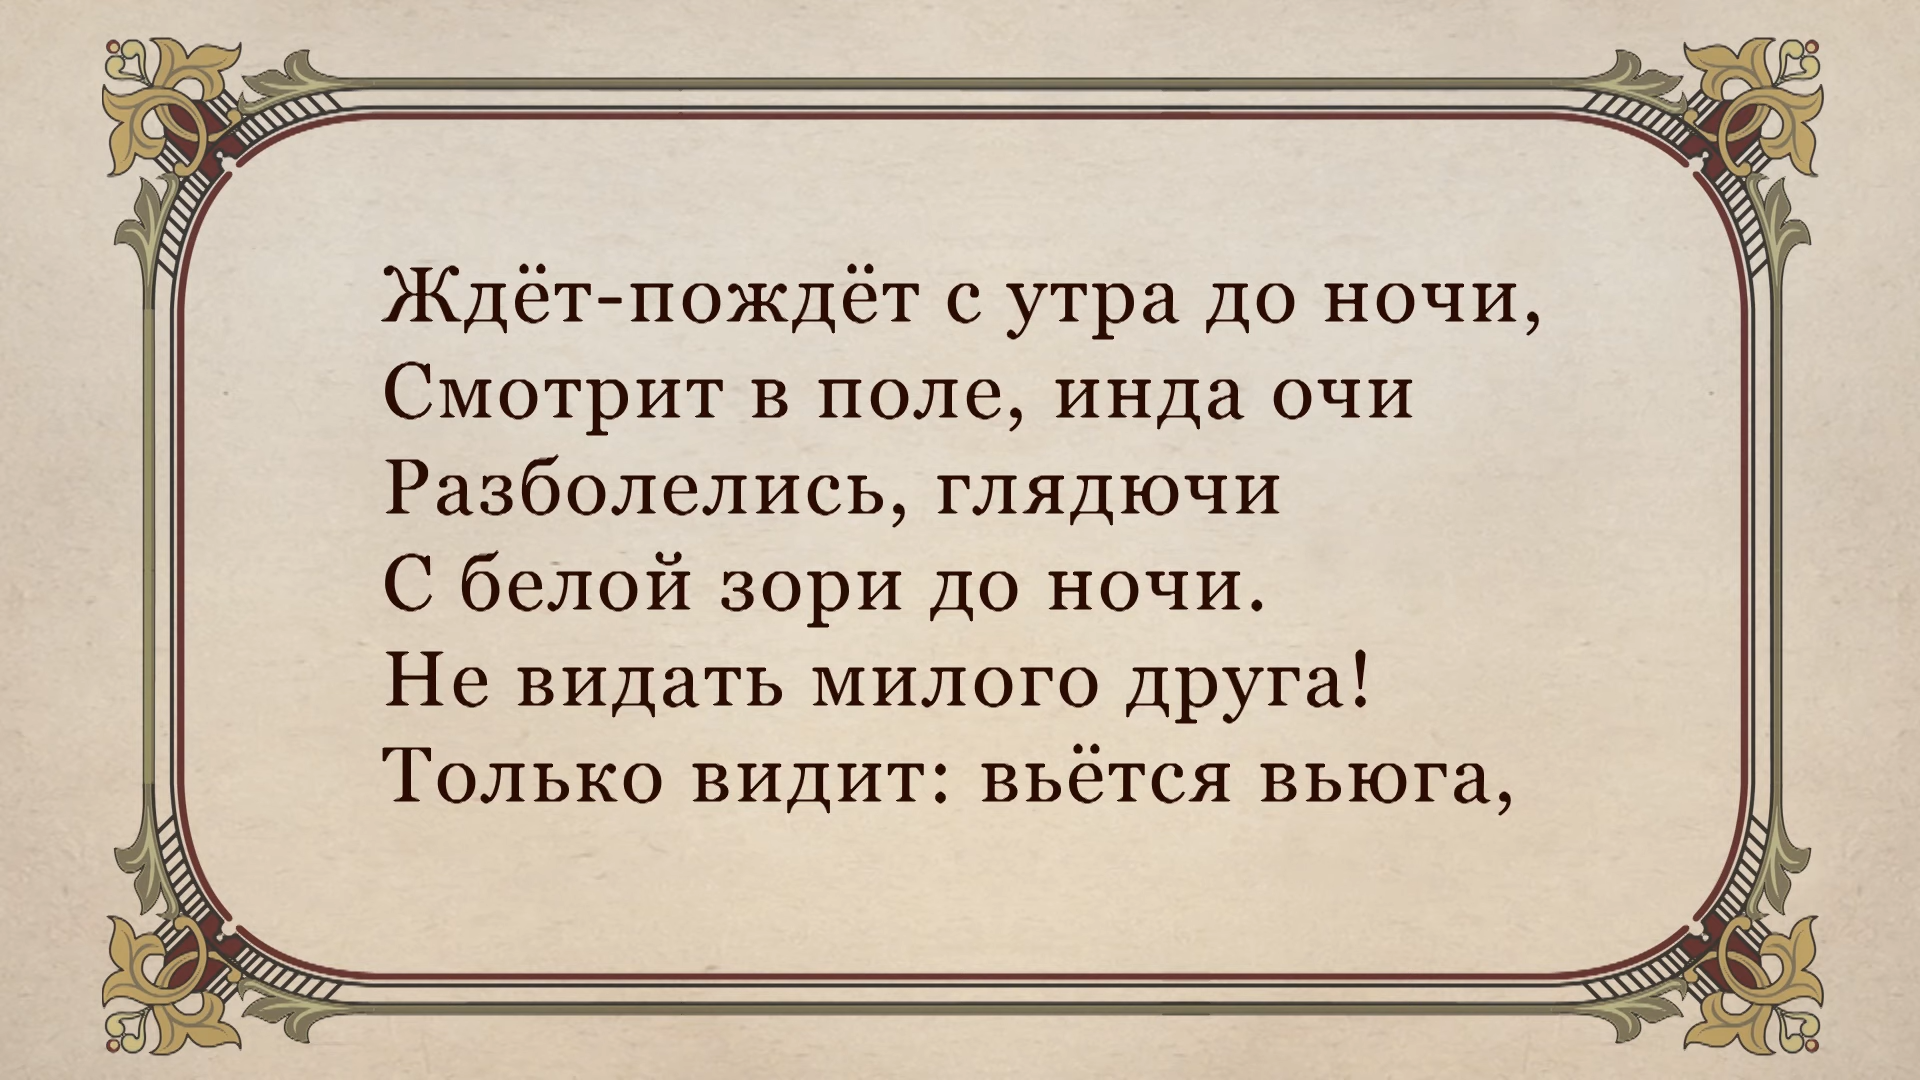 Ждёт-пождёт с утра до ночи,
Смотрит в поле, инда очи
Разболелись, глядючи
С белой зори до ночи.
Не видать милого друга!
Только видит: вьётся вьюга,